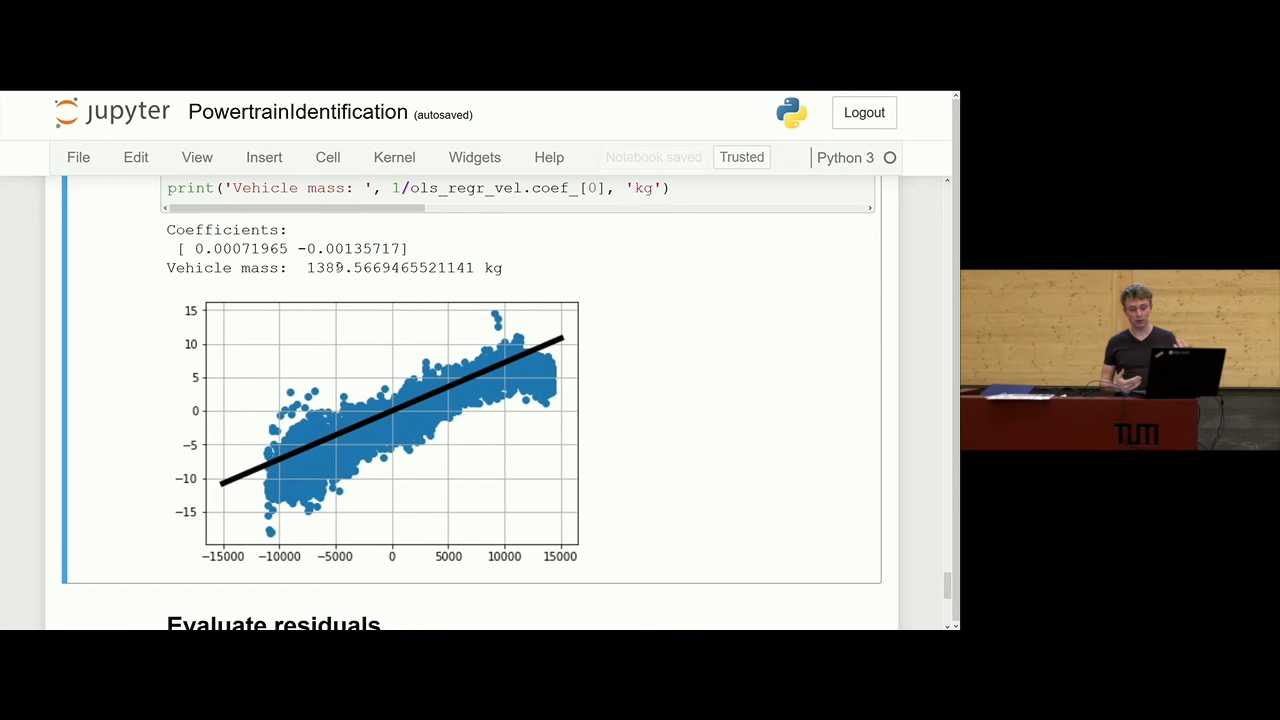 jupyter PowertrainIdentification (autosaved) Logout
File Edit View Insert Cell Kernel Widgets Help Notebook saved Trusted Python 3
print('Vehicle mass: ', 1/ols_regr_vel.coef_[0], 'kg')
Coefficients:
[ 0.00071965 -0.00135717]
Vehicle mass: 1389.5669465521141 kg
15
10
5
0
−5
−10
−15
−15000 −10000 −5000 0 5000 10000 15000
Evaluate residuals
TUM